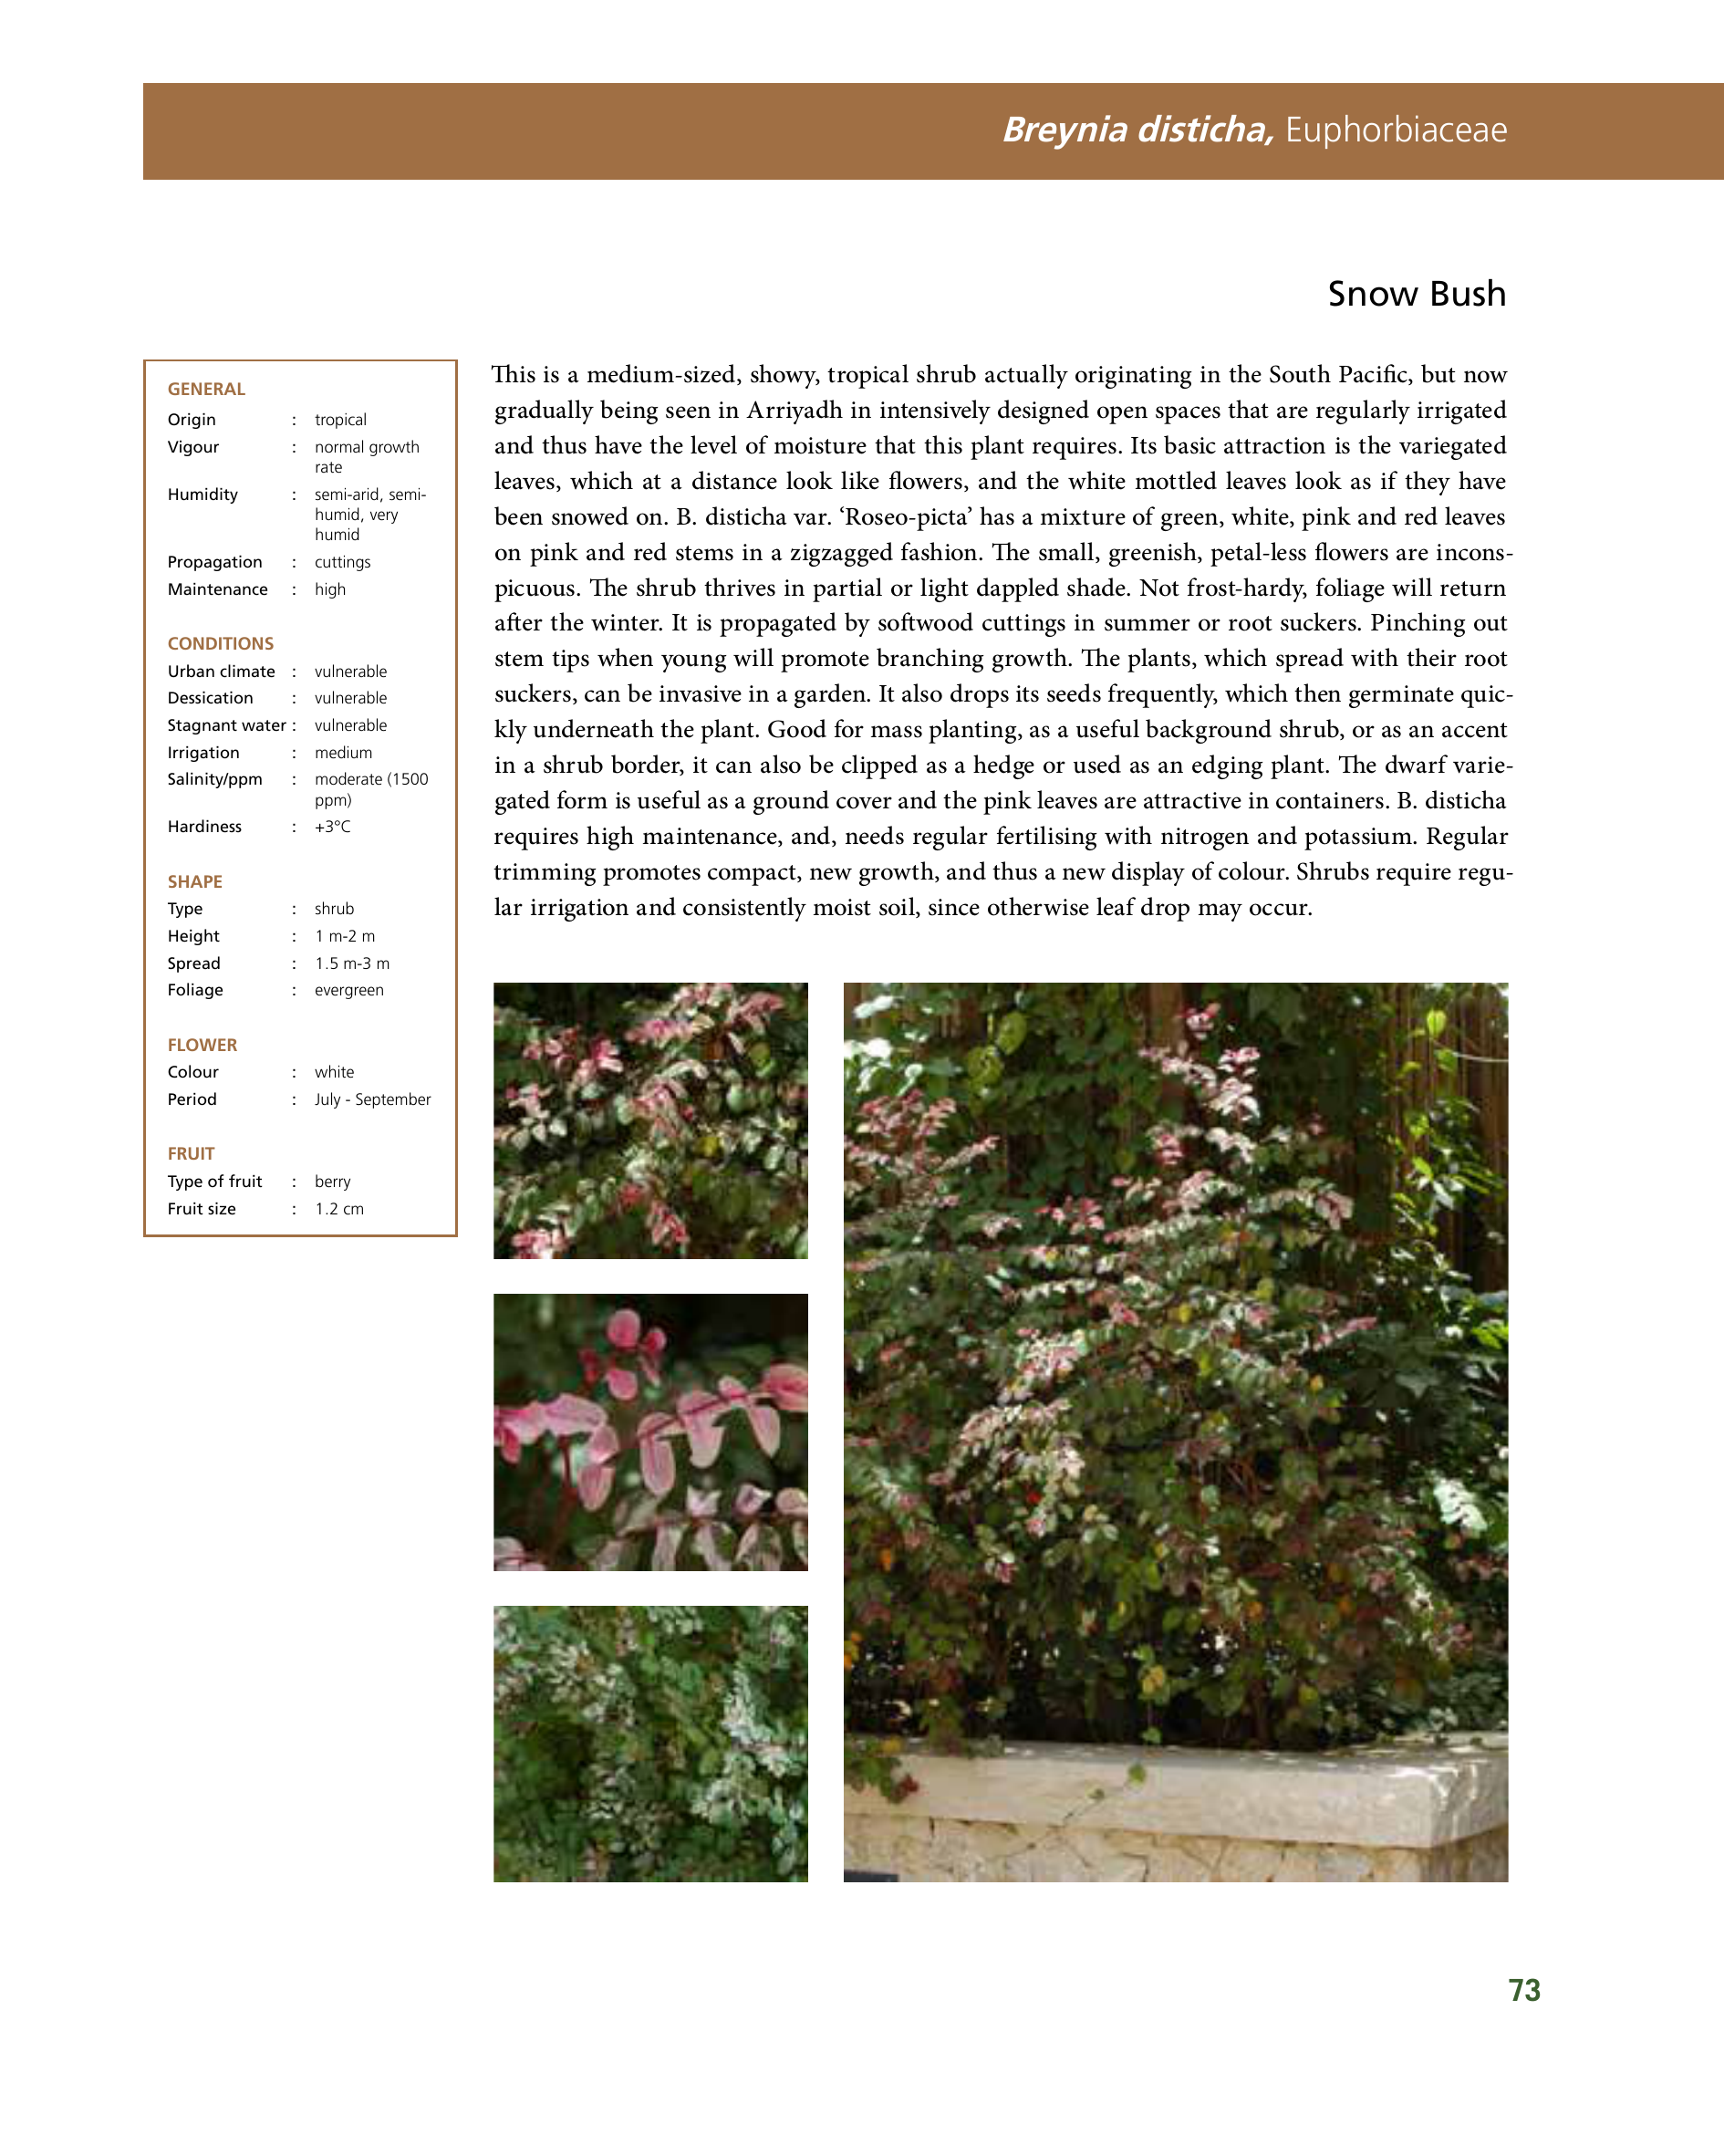 Breynia disticha, Euphorbiaceae
Snow Bush
GENERAL
Origin : tropical
Vigour : normal growth
rate
Humidity : semi-arid, semi-
humid, very
humid
Propagation : cuttings
Maintenance : high
CONDITIONS
Urban climate : vulnerable
Dessication : vulnerable
Stagnant water : vulnerable
Irrigation : medium
Salinity/ppm : moderate (1500
ppm)
Hardiness : +3°C
SHAPE
Type : shrub
Height : 1 m-2 m
Spread : 1.5 m-3 m
Foliage : evergreen
FLOWER
Colour : white
Period : July - September
FRUIT
Type of fruit : berry
Fruit size : 1.2 cm
This is a medium-sized, showy, tropical shrub actually originating in the South Pacific, but now
gradually being seen in Arriyadh in intensively designed open spaces that are regularly irrigated
and thus have the level of moisture that this plant requires. Its basic attraction is the variegated
leaves, which at a distance look like flowers, and the white mottled leaves look as if they have
been snowed on. B. disticha var. ‘Roseo-picta’ has a mixture of green, white, pink and red leaves
on pink and red stems in a zigzagged fashion. The small, greenish, petal-less flowers are incons-
picuous. The shrub thrives in partial or light dappled shade. Not frost-hardy, foliage will return
after the winter. It is propagated by softwood cuttings in summer or root suckers. Pinching out
stem tips when young will promote branching growth. The plants, which spread with their root
suckers, can be invasive in a garden. It also drops its seeds frequently, which then germinate quic-
kly underneath the plant. Good for mass planting, as a useful background shrub, or as an accent
in a shrub border, it can also be clipped as a hedge or used as an edging plant. The dwarf varie-
gated form is useful as a ground cover and the pink leaves are attractive in containers. B. disticha
requires high maintenance, and, needs regular fertilising with nitrogen and potassium. Regular
trimming promotes compact, new growth, and thus a new display of colour. Shrubs require regu-
lar irrigation and consistently moist soil, since otherwise leaf drop may occur.
73